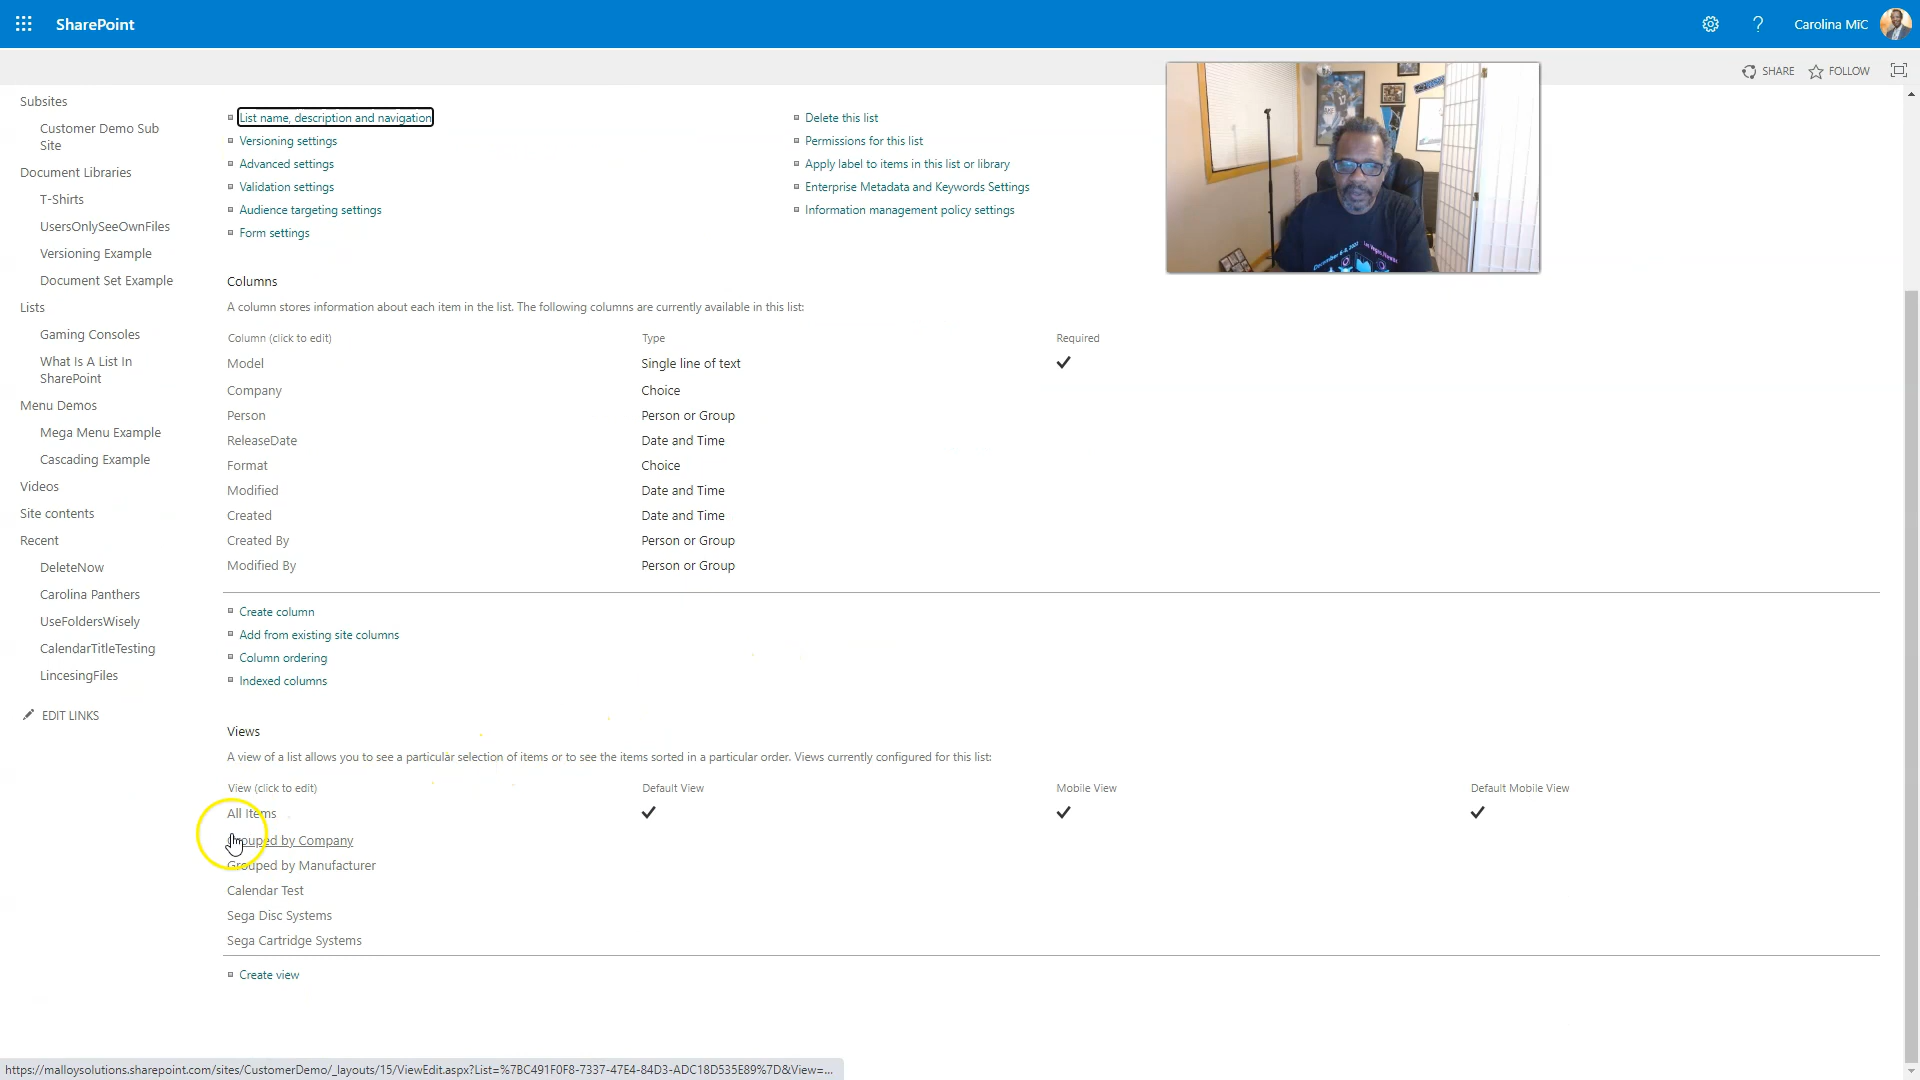 SharePoint
Carolina MiC
SHARE
FOLLOW
Subsites
Customer Demo Sub
Site
Document Libraries
T-Shirts
UsersOnlySeeOwnFiles
Versioning Example
Document Set Example
Lists
Gaming Consoles
What Is A List In
SharePoint
Menu Demos
Mega Menu Example
Cascading Example
Videos
Site contents
Recent
DeleteNow
Carolina Panthers
UseFoldersWisely
CalendarTitleTesting
LincesingFiles
EDIT LINKS
List name, description and navigation
Versioning settings
Advanced settings
Validation settings
Audience targeting settings
Form settings
Delete this list
Permissions for this list
Apply label to items in this list or library
Enterprise Metadata and Keywords Settings
Information management policy settings
Columns
A column stores information about each item in the list. The following columns are currently available in this list:
Column (click to edit) Type Required
Model Single line of text
Company Choice
Person Person or Group
ReleaseDate Date and Time
Format Choice
Modified Date and Time
Created Date and Time
Created By Person or Group
Modified By Person or Group
Create column
Add from existing site columns
Column ordering
Indexed columns
Views
A view of a list allows you to see a particular selection of items or to see the items sorted in a particular order. Views currently configured for this list:
View (click to edit) Default View Mobile View Default Mobile View
All Items
Grouped by Company
Grouped by Manufacturer
Calendar Test
Sega Disc Systems
Sega Cartridge Systems
Create view
https://malloysolutions.sharepoint.com/sites/CustomerDemo/_layouts/15/ViewEdit.aspx?List=%7BC491F0F8-7337-47E4-84D3-ADC18D535E89%7D&View=...